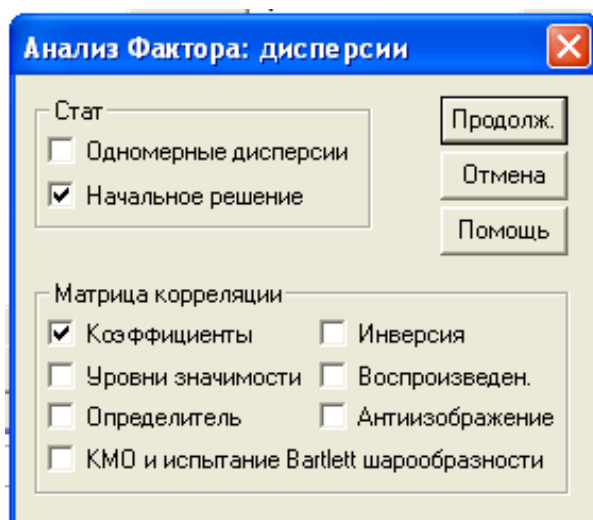 Анализ Фактора: дисперсии
Стат
Одномерные дисперсии
Начальное решение
Продолж.
Отмена
Помощь
Матрица корреляции
Коэффициенты
Инверсия
Уровни значимости
Воспроизведен.
Определитель
Антиизображение
КМО и испытание Bartlett шарообразности